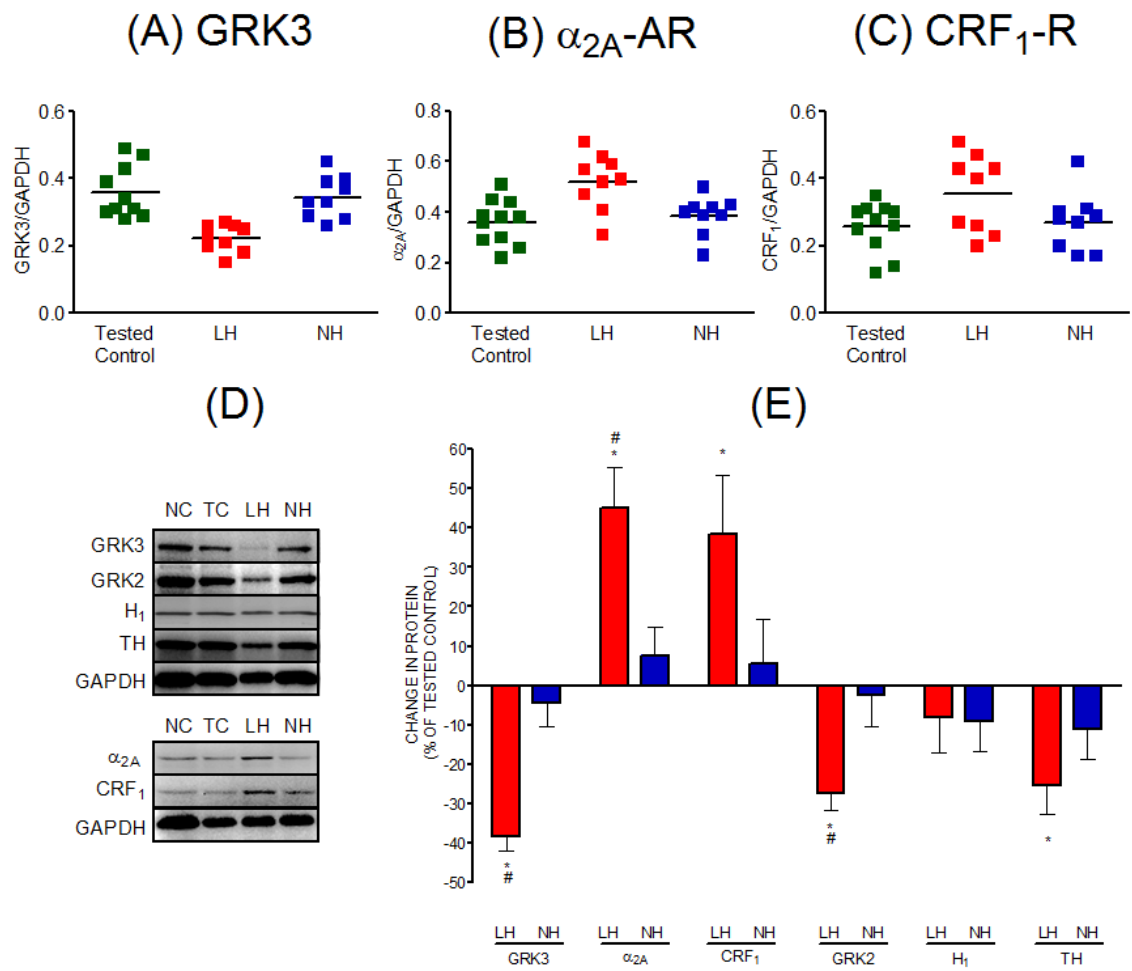 (A) GRK3
(B) α2A-AR
(C) CRF1-R
GRK3/GAPDH
0.6
0.4
0.2
0.0
Tested
Control
LH
NH
α2A/GAPDH
0.8
0.6
0.4
0.2
0.0
Tested
Control
LH
NH
CRF1/GAPDH
0.6
0.4
0.2
0.0
Tested
Control
LH
NH
(D)
NC TC LH NH
GRK3
GRK2
H1
TH
GAPDH
NC TC LH NH
α2A
CRF1
GAPDH
(E)
CHANGE IN PROTEIN
(% OF TESTED CONTROL)
60
50
40
30
20
10
0
-10
-20
-30
-40
-50
#
*
*
*
#
*
#
*
LH NH
GRK3
LH NH
α2A
LH NH
CRF1
LH NH
GRK2
LH NH
H1
LH NH
TH